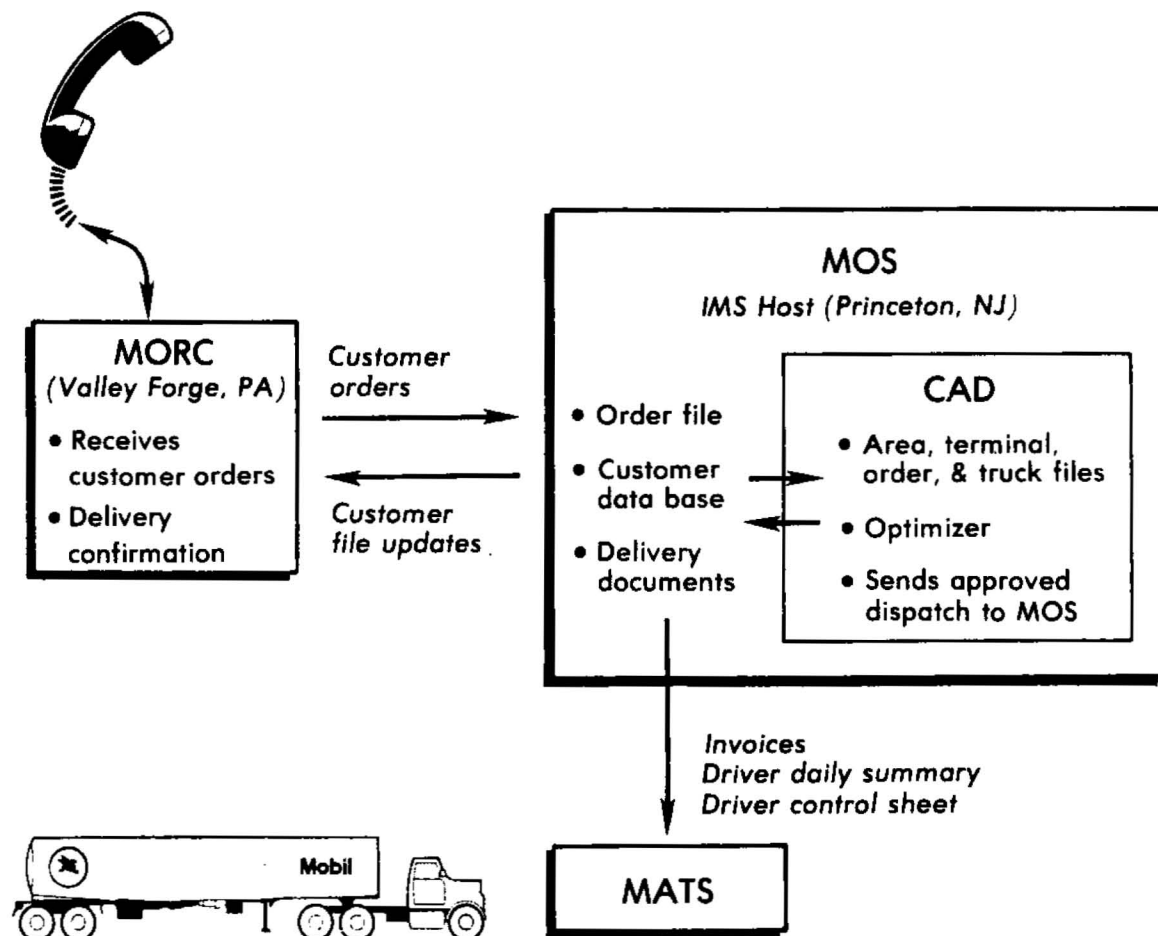 MORC
(Valley Forge, PA)
• Receives
customer orders
• Delivery
confirmation
Customer
orders
Customer
file updates
MOS
IMS Host (Princeton, NJ)
• Order file
• Customer
data base
• Delivery
documents
CAD
• Area, terminal,
order, & truck files
• Optimizer
• Sends approved
dispatch to MOS
Invoices
Driver daily summary
Driver control sheet
MATS
Mobil